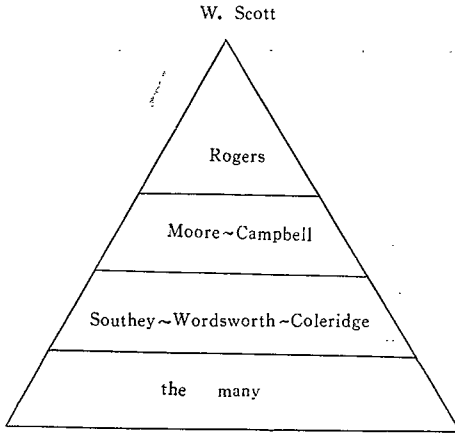 W. Scott
Rogers
Moore~Campbell
Southey~Wordsworth~Coleridge
the many